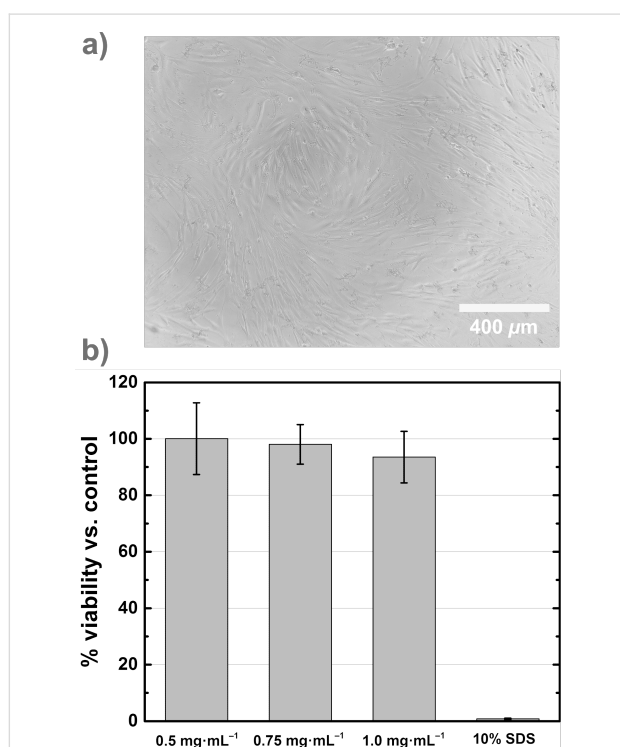 a)
400 µm
b)
% viability vs. control
120
100
80
60
40
20
0
0.5 mg·mL⁻¹ 0.75 mg·mL⁻¹ 1.0 mg·mL⁻¹ 10% SDS